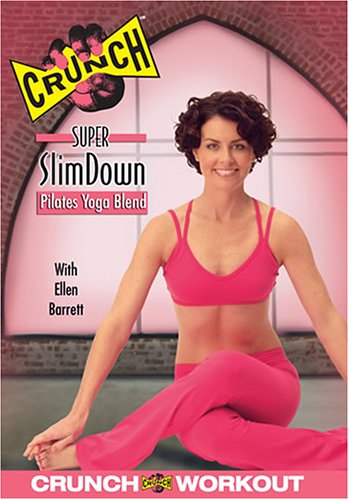 CRUNCH
SUPER
SlimDown
Pilates Yoga Blend
With
Ellen
Barrett
CRUNCH CRUNCH WORKOUT